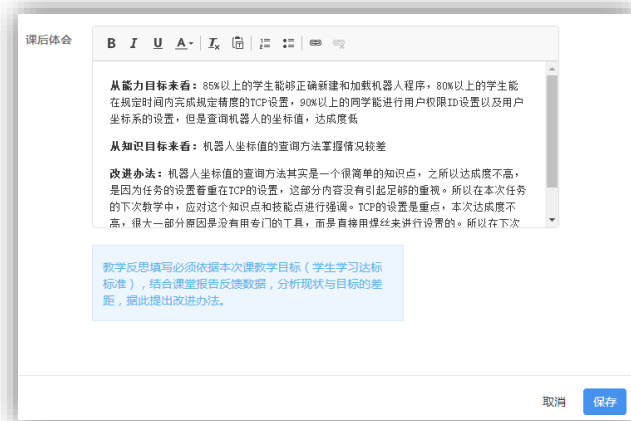 课后体会
B I U A Ix
从能力目标来看：85%以上的学生能够正确新建和加载机器人程序，80%以上的学生能
在规定时间内完成规定精度的TCP设置，90%以上的同学能进行用户权限ID设置以及用户
坐标系的设置，但是查询机器人的坐标值，达成度低
从知识目标来看：机器人坐标值的查询方法掌握情况较差
改进办法：机器人坐标值的查询方法其实是一个很简单的知识点，之所以达成度不高，
是因为任务的设置着重在TCP的设置，这部分内容没有引起足够的重视。所以在本次任务
的下次教学中，应对这个知识点和技能点进行强调。TCP的设置是重点，本次达成度不
高，很大一部分原因是没有用专门的工具，而是直接用焊丝来进行设置的。所以在下次
教学反思填写必须依据本次课教学目标（学生学习达标
标准），结合课堂报告反馈数据，分析现状与目标的差
距，据此提出改进办法。
取消
保存